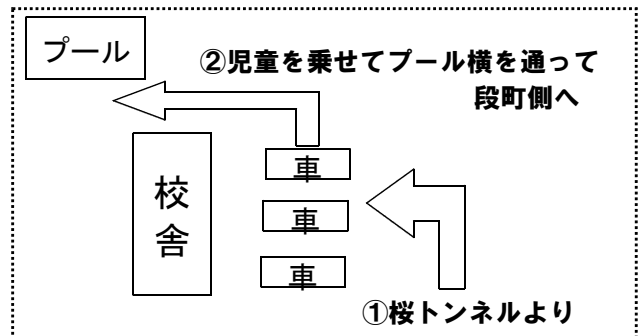 プール
②児童を乗せてプール横を通って
段町側へ
車
校舎
車
車
①桜トンネルより